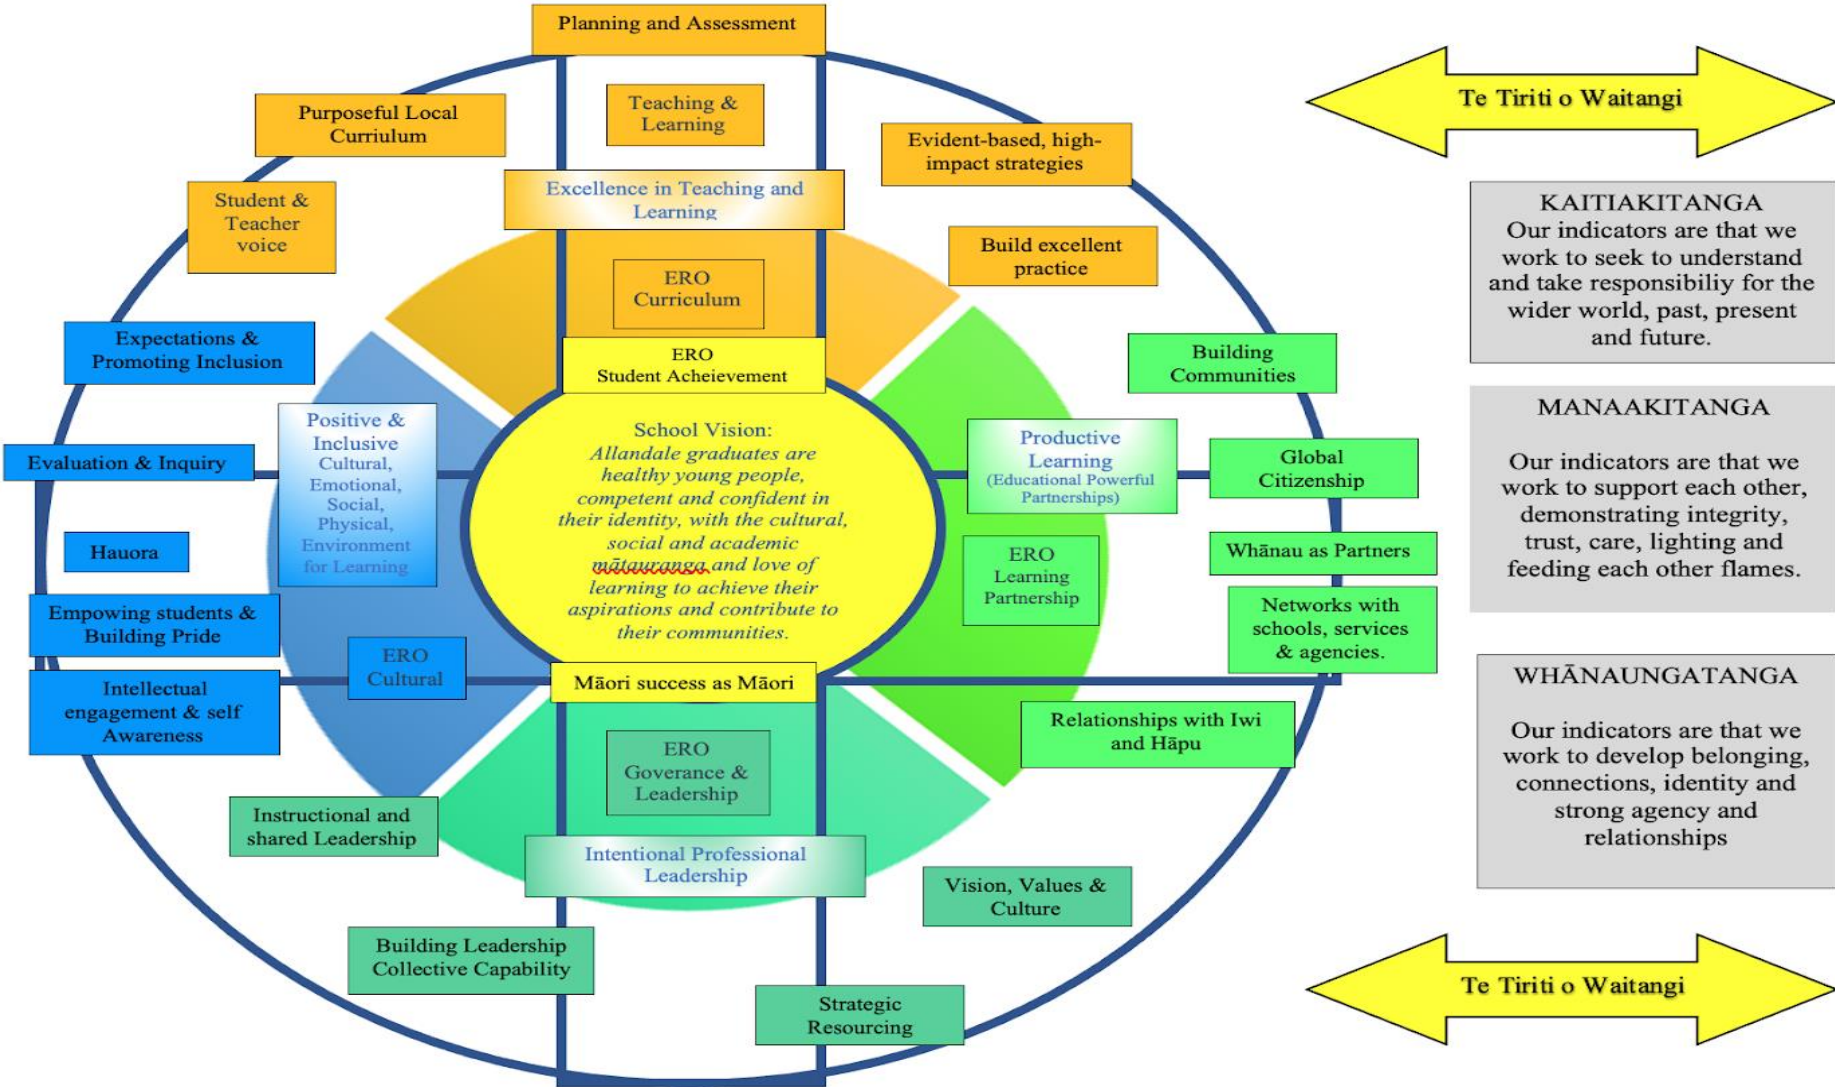 Planning and Assessment
Teaching &
Learning
Purposeful Local
Curriulum
Evident-based, high-
impact strategies
Student &
Teacher
voice
Excellence in Teaching and
Learning
Build excellent
practice
ERO
Curriculum
ERO
Student Acheievement
Expectations &
Promoting Inclusion
Evaluation & Inquiry
Hauora
Empowing students &
Building Pride
Intellectual
engagement & self
Awareness
Positive &
Inclusive
Cultural,
Emotional,
Social,
Physical,
Environment
for Learning
ERO
Cultural
School Vision:
Allandale graduates are
healthy young people,
competent and confident in
their identity, with the cultural,
social and academic
mātauranga and love of
learning to achieve their
aspirations and contribute to
their communities.
Māori success as Māori
Productive
Learning
(Educational Powerful
Partnerships)
ERO
Learning
Partnership
Building
Communities
Global
Citizenship
Whānau as Partners
Networks with
schools, services
& agencies.
Relationships with Iwi
and Hāpu
ERO
Goverance &
Leadership
Intentional Professional
Leadership
Instructional and
shared Leadership
Building Leadership
Collective Capability
Vision, Values &
Culture
Strategic
Resourcing
Te Tiriti o Waitangi
KAITIAKITANGA
Our indicators are that we
work to seek to understand
and take responsibiliy for the
wider world, past, present
and future.
MANAAKITANGA
Our indicators are that we
work to support each other,
demonstrating integrity,
trust, care, lighting and
feeding each other flames.
WHĀNAUNGATANGA
Our indicators are that we
work to develop belonging,
connections, identity and
strong agency and
relationships
Te Tiriti o Waitangi